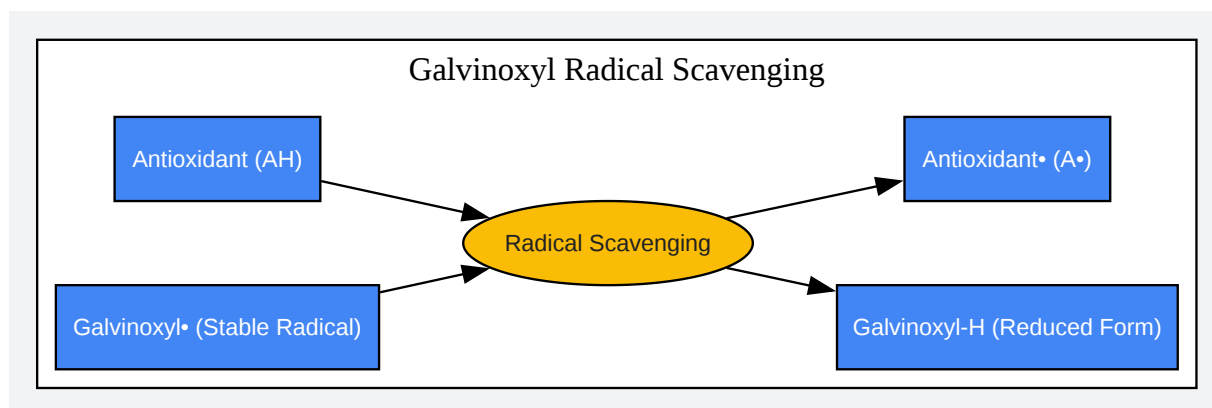 Galvinoxyl Radical Scavenging
Antioxidant (AH)
Antioxidant• (A•)
Radical Scavenging
Galvinoxyl• (Stable Radical)
Galvinoxyl-H (Reduced Form)